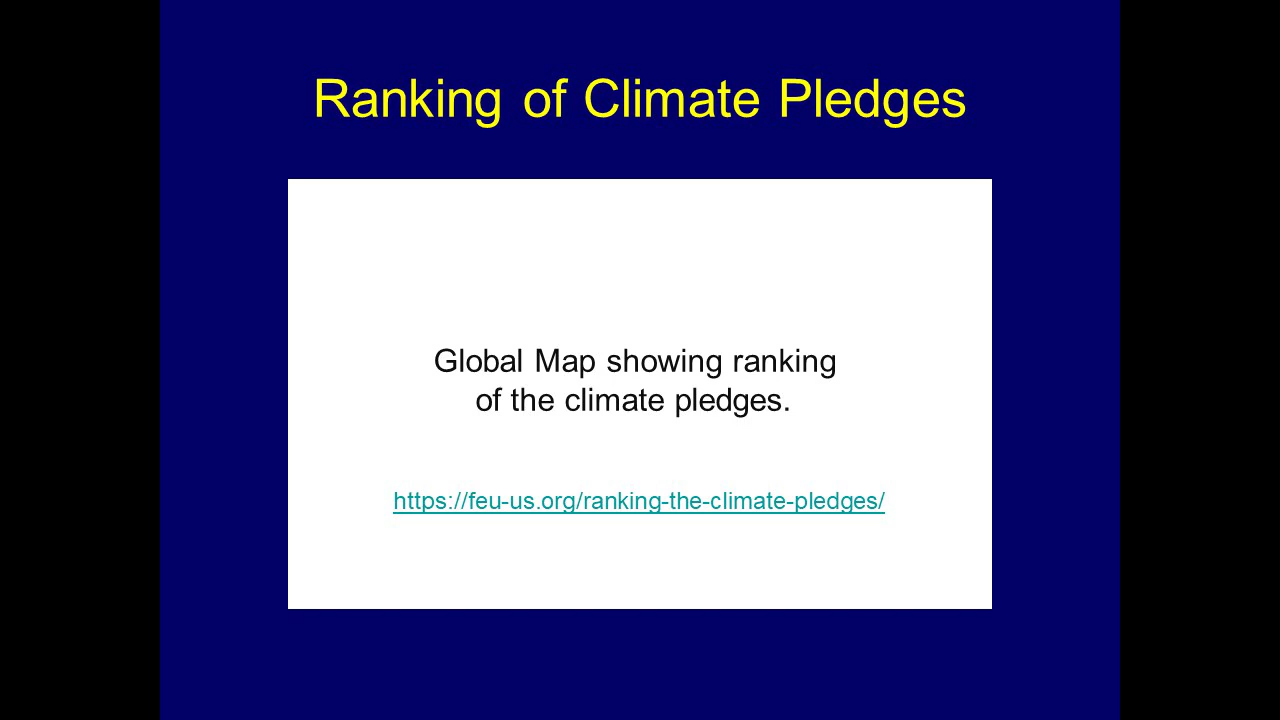 Ranking of Climate Pledges
Global Map showing ranking
of the climate pledges.
https://feu-us.org/ranking-the-climate-pledges/